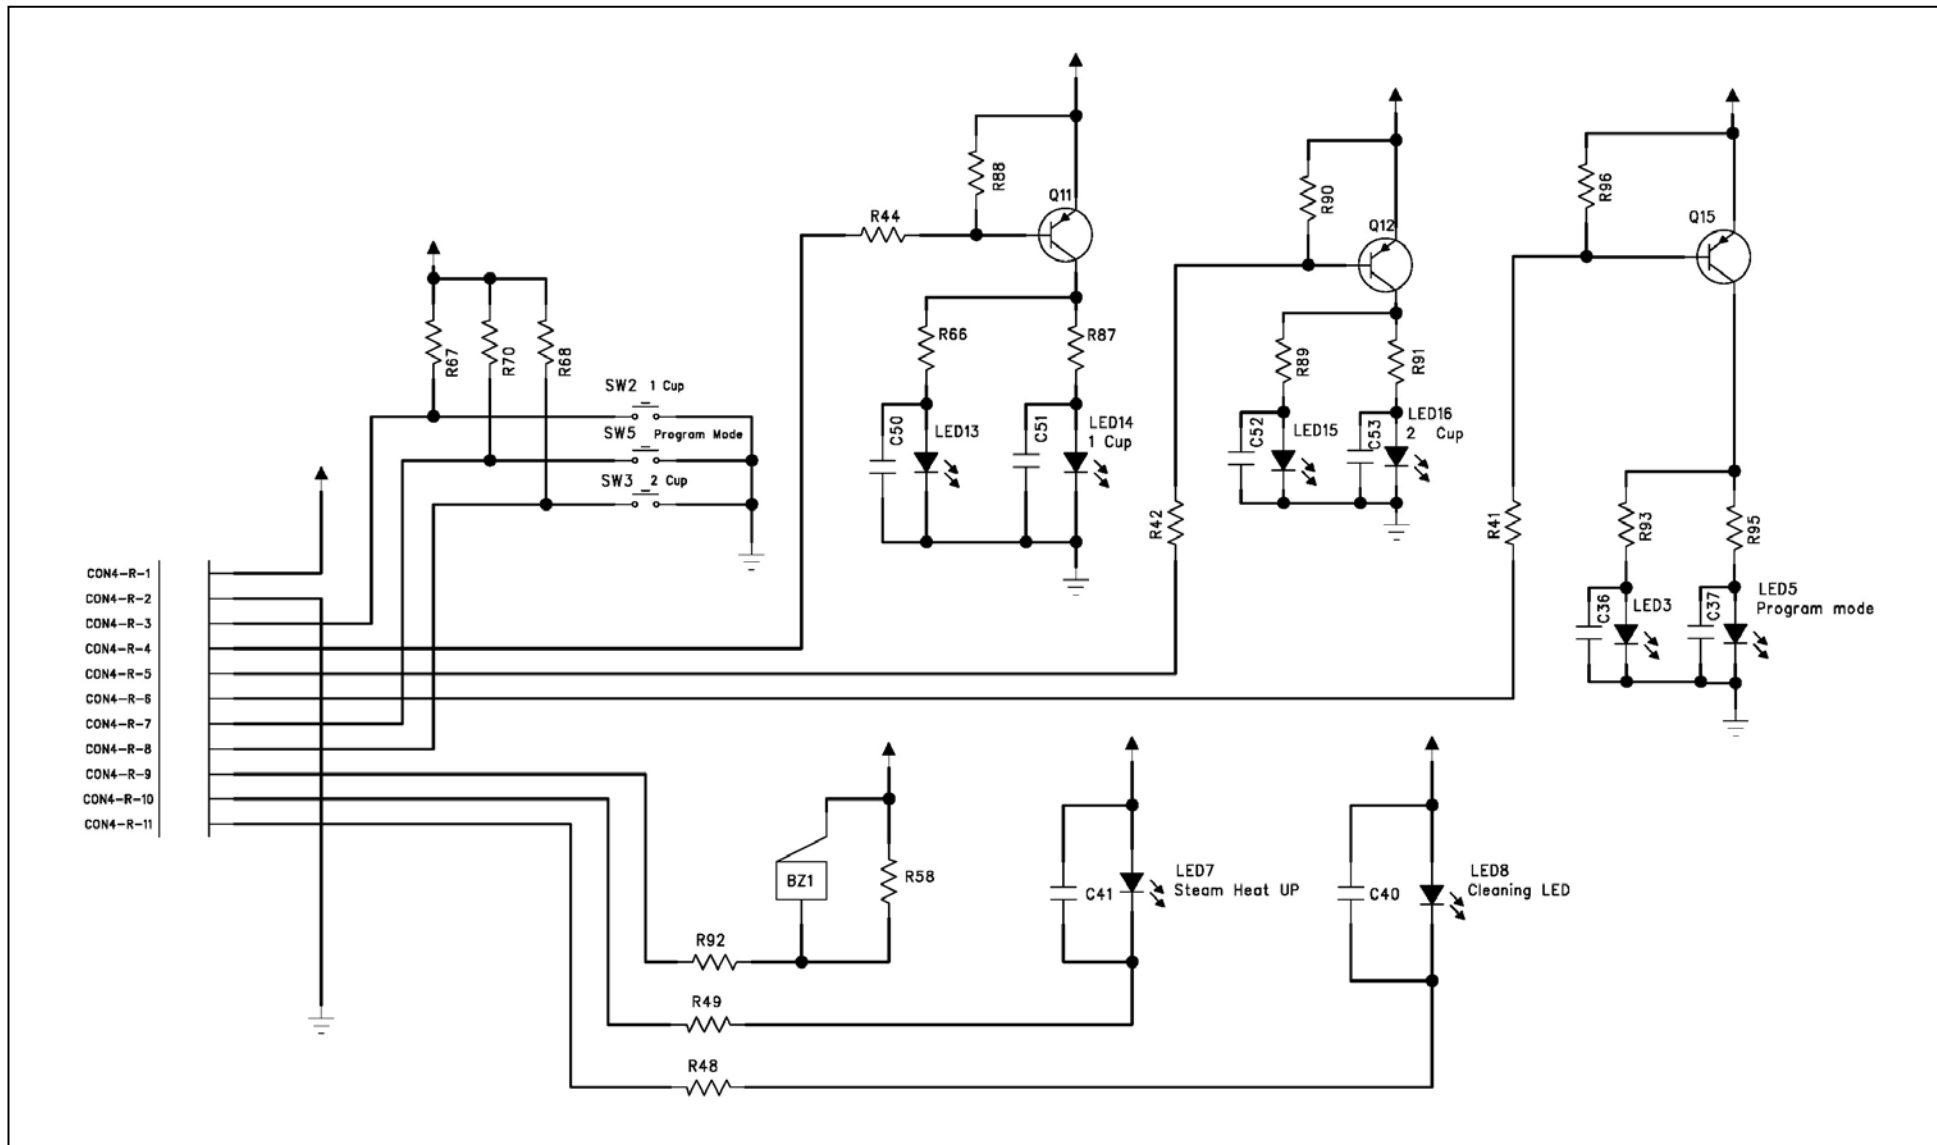 R88
Q11
R44
R90
Q12
R96
Q15
R67
R70
R68
SW2 1 Cup
SW5 Program Mode
SW3 2 Cup
R66
R87
C50
LED13
C51
LED14
1 Cup
R89
R91
C52
LED15
C53
LED16
2 Cup
R42
R41
R93
R95
C36
LED3
C37
LED5
Program mode
CON4-R-1
CON4-R-2
CON4-R-3
CON4-R-4
CON4-R-5
CON4-R-6
CON4-R-7
CON4-R-8
CON4-R-9
CON4-R-10
CON4-R-11
BZ1
R58
C41
LED7
Steam Heat UP
C40
LED8
Cleaning LED
R92
R49
R48